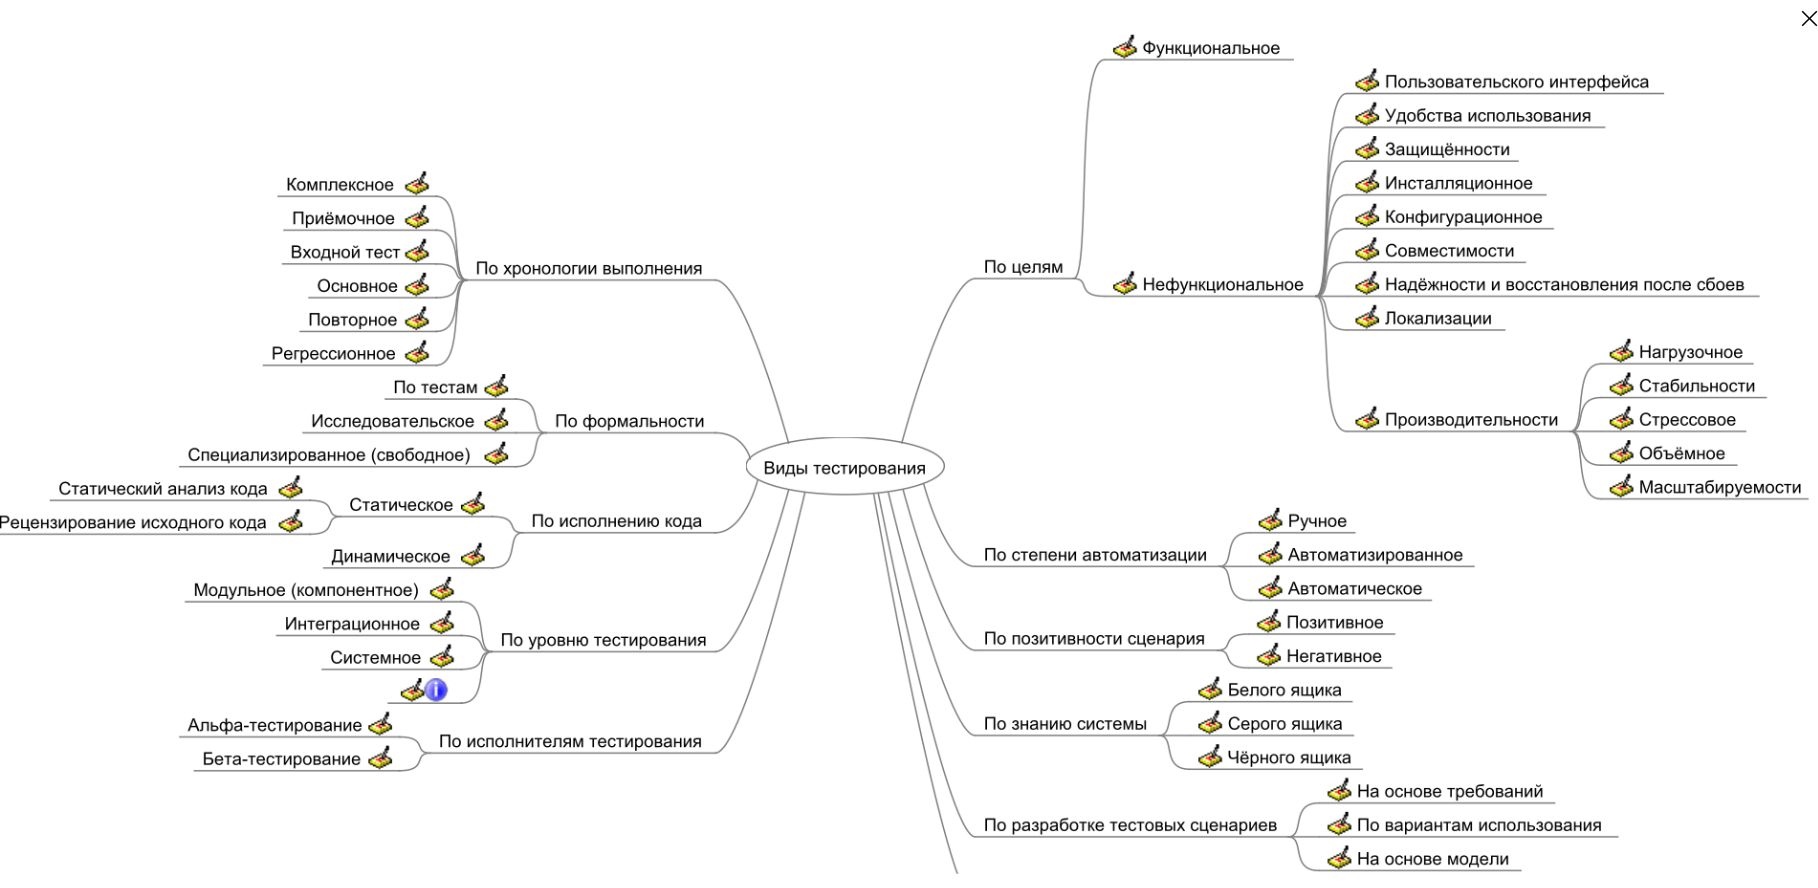 Виды тестирования
По целям
Функциональное
Нефункциональное
Пользовательского интерфейса
Удобства использования
Защищённости
Инсталляционное
Конфигурационное
Совместимости
Надёжности и восстановления после сбоев
Локализации
Производительности
Нагрузочное
Стабильности
Стрессовое
Объёмное
Масштабируемости
По степени автоматизации
Ручное
Автоматизированное
Автоматическое
По позитивности сценария
Позитивное
Негативное
По знанию системы
Белого ящика
Серого ящика
Чёрного ящика
По разработке тестовых сценариев
На основе требований
По вариантам использования
На основе модели
По хронологии выполнения
Комплексное
Приёмочное
Входной тест
Основное
Повторное
Регрессионное
По формальности
По тестам
Исследовательское
Специализированное (свободное)
По исполнению кода
Статическое
Статический анализ кода
Рецензирование исходного кода
Динамическое
По уровню тестирования
Модульное (компонентное)
Интеграционное
Системное
По исполнителям тестирования
Альфа-тестирование
Бета-тестирование